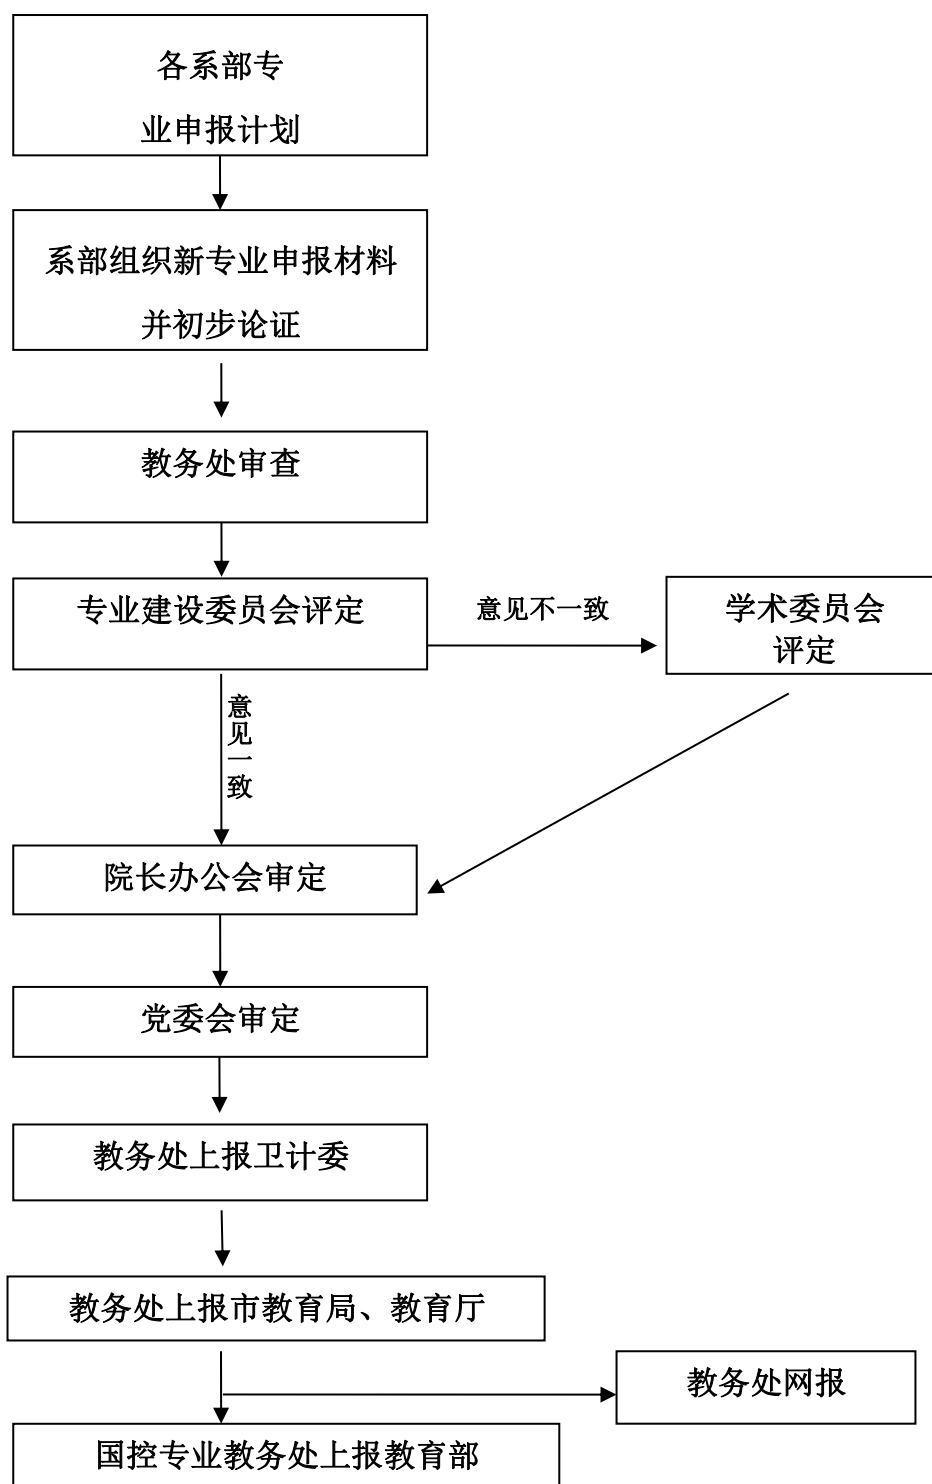 各系部专
业申报计划
系部组织新专业申报材料
并初步论证
教务处审查
专业建设委员会评定
意见不一致
学术委员会
评定
意见一致
院长办公会审定
党委会审定
教务处上报卫计委
教务处上报市教育局、教育厅
教务处网报
国控专业教务处上报教育部